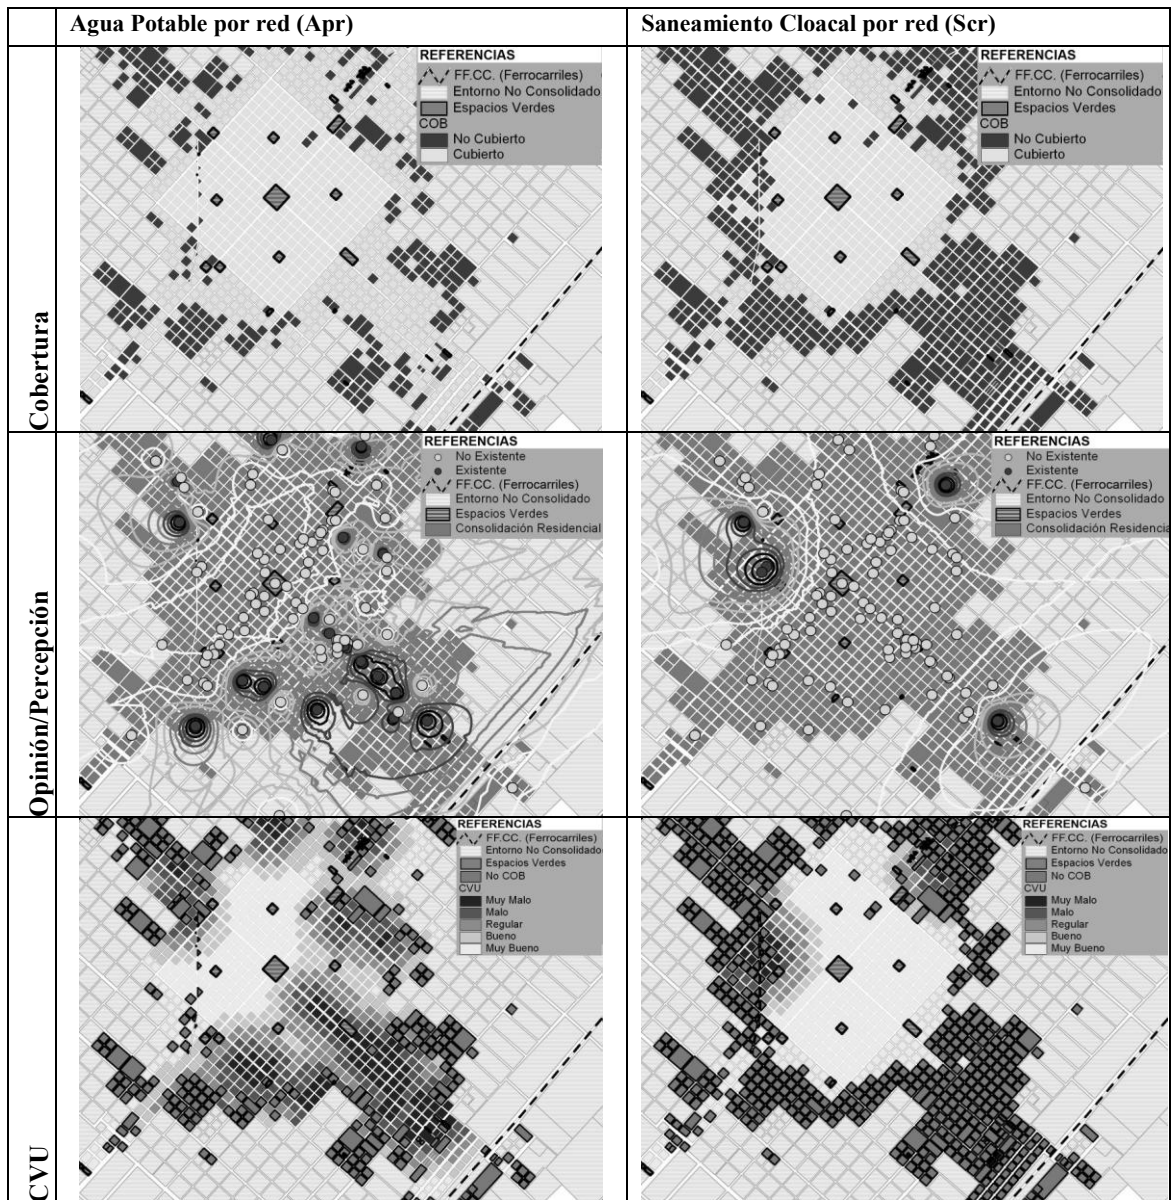 Agua Potable por red (Apr)
Saneamiento Cloacal por red (Scr)
Cobertura
REFERENCIAS
FF.CC. (Ferrocarriles)
Entorno No Consolidado
Espacios Verdes
COB
No Cubierto
Cubierto
REFERENCIAS
FF.CC. (Ferrocarriles)
Entorno No Consolidado
Espacios Verdes
COB
No Cubierto
Cubierto
Opinión/Percepción
REFERENCIAS
No Existente
Existente
FF.CC. (Ferrocarriles)
Entorno No Consolidado
Espacios Verdes
Consolidación Residencial
REFERENCIAS
No Existente
Existente
FF.CC. (Ferrocarriles)
Entorno No Consolidado
Espacios Verdes
Consolidación Residencia
CVU
REFERENCIAS
FF.CC. (Ferrocarriles)
Entorno No Consolidado
Espacios Verdes
No COB
CVU
Muy Malo
Malo
Regular
Bueno
Muy Bueno
REFERENCIAS
FF.CC. (Ferrocarriles)
Entorno No Consolidado
Espacios Verdes
No COB
CVU
Muy Malo
Malo
Regular
Bueno
Muy Bueno